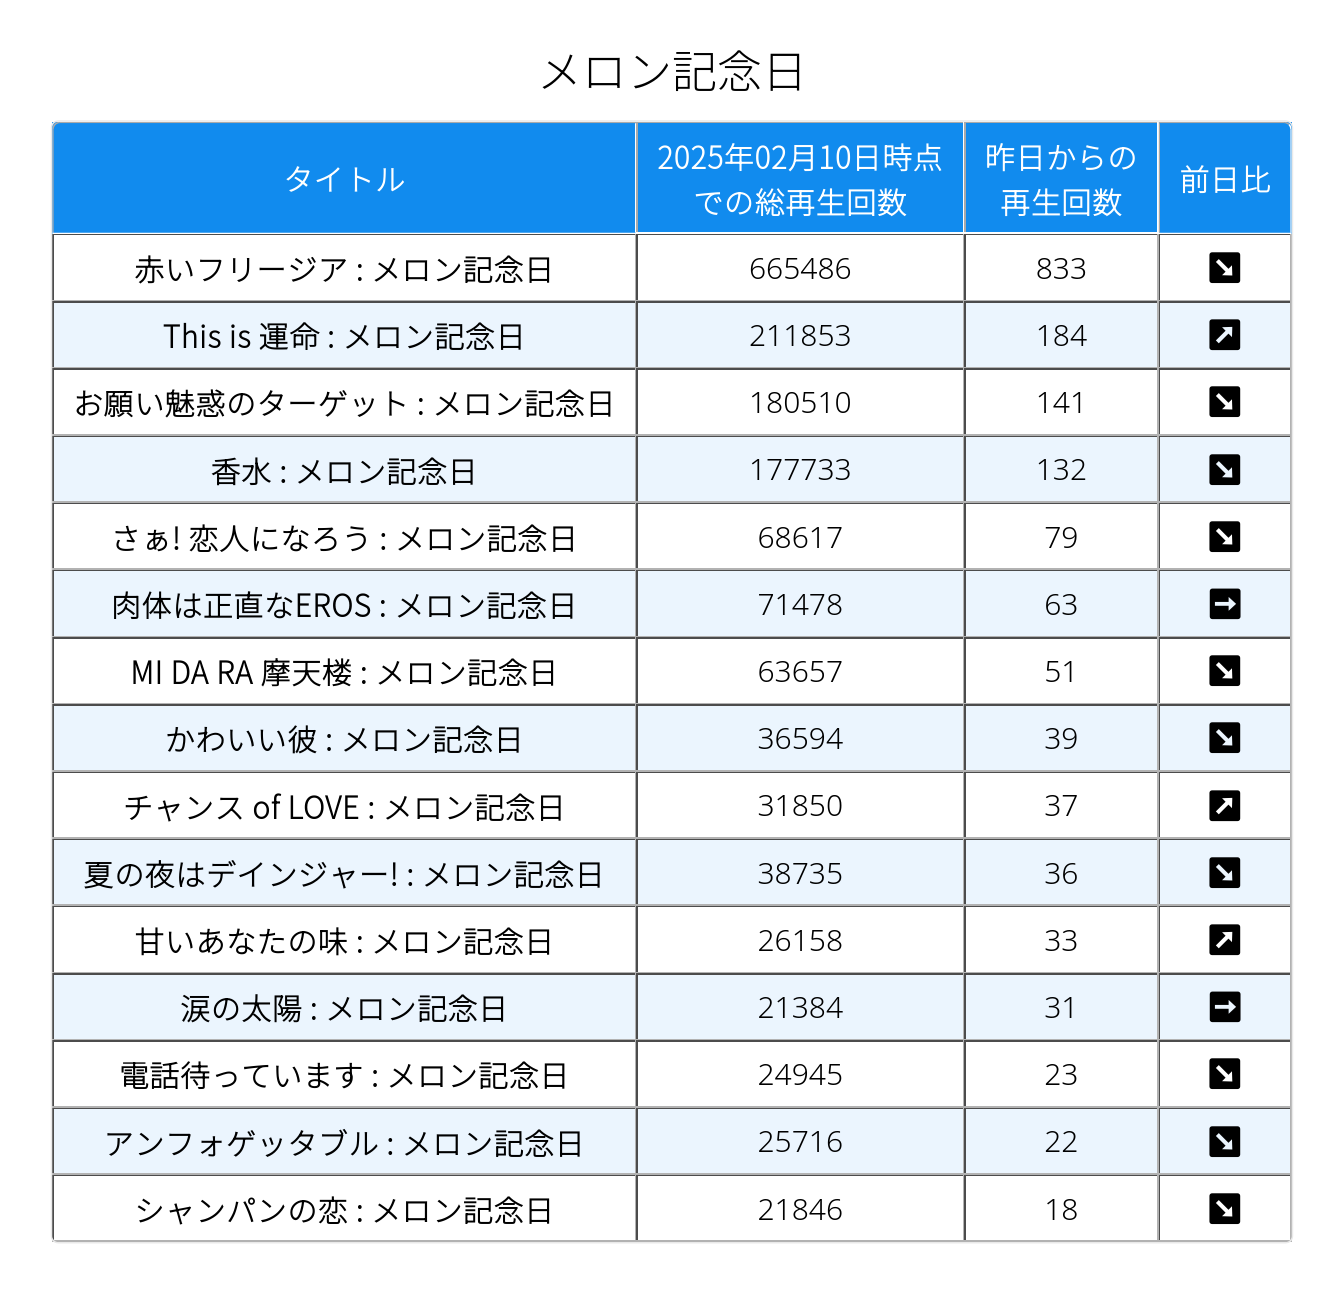 メロン記念日
タイトル
2025年02月10日時点
での総再生回数
昨日からの
再生回数
前日比
赤いフリージア : メロン記念日 665486 833 ↘
This is 運命 : メロン記念日 211853 184 ↗
お願い魅惑のターゲット : メロン記念日 180510 141 ↘
香水 : メロン記念日 177733 132 ↘
さぁ! 恋人になろう : メロン記念日 68617 79 ↘
肉体は正直なEROS : メロン記念日 71478 63 →
MI DA RA 摩天楼 : メロン記念日 63657 51 ↘
かわいい彼 : メロン記念日 36594 39 ↘
チャンス of LOVE : メロン記念日 31850 37 ↗
夏の夜はデインジャー! : メロン記念日 38735 36 ↘
甘いあなたの味 : メロン記念日 26158 33 ↗
涙の太陽 : メロン記念日 21384 31 →
電話待っています : メロン記念日 24945 23 ↘
アンフォゲッタブル : メロン記念日 25716 22 ↘
シャンパンの恋 : メロン記念日 21846 18 ↘